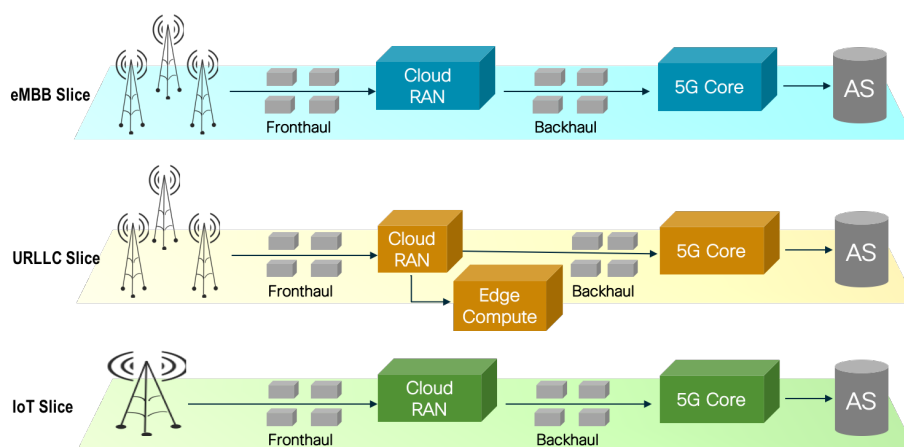 eMBB Slice
Fronthaul
Cloud
RAN
Backhaul
5G Core
AS
URLLC Slice
Fronthaul
Cloud
RAN
Edge
Compute
Backhaul
5G Core
AS
IoT Slice
Fronthaul
Cloud
RAN
Backhaul
5G Core
AS